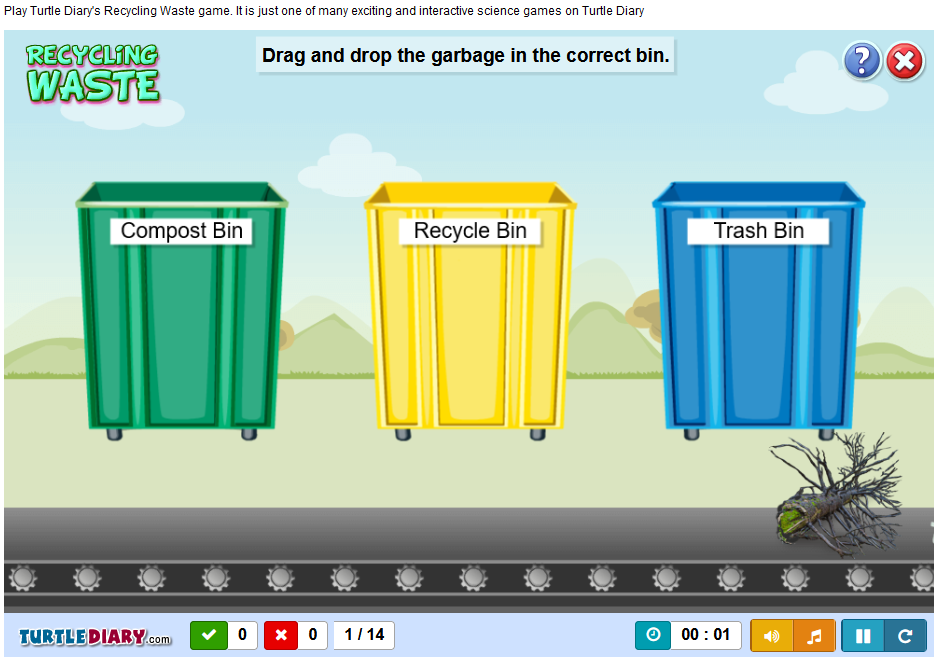 Play Turtle Diary's Recycling Waste game. It is just one of many exciting and interactive science games on Turtle Diary
RECYCLING
WASTE
Drag and drop the garbage in the correct bin.
?
Compost Bin
Recycle Bin
Trash Bin
TURTLEDIARY.com
0
0
1 / 14
00 : 01